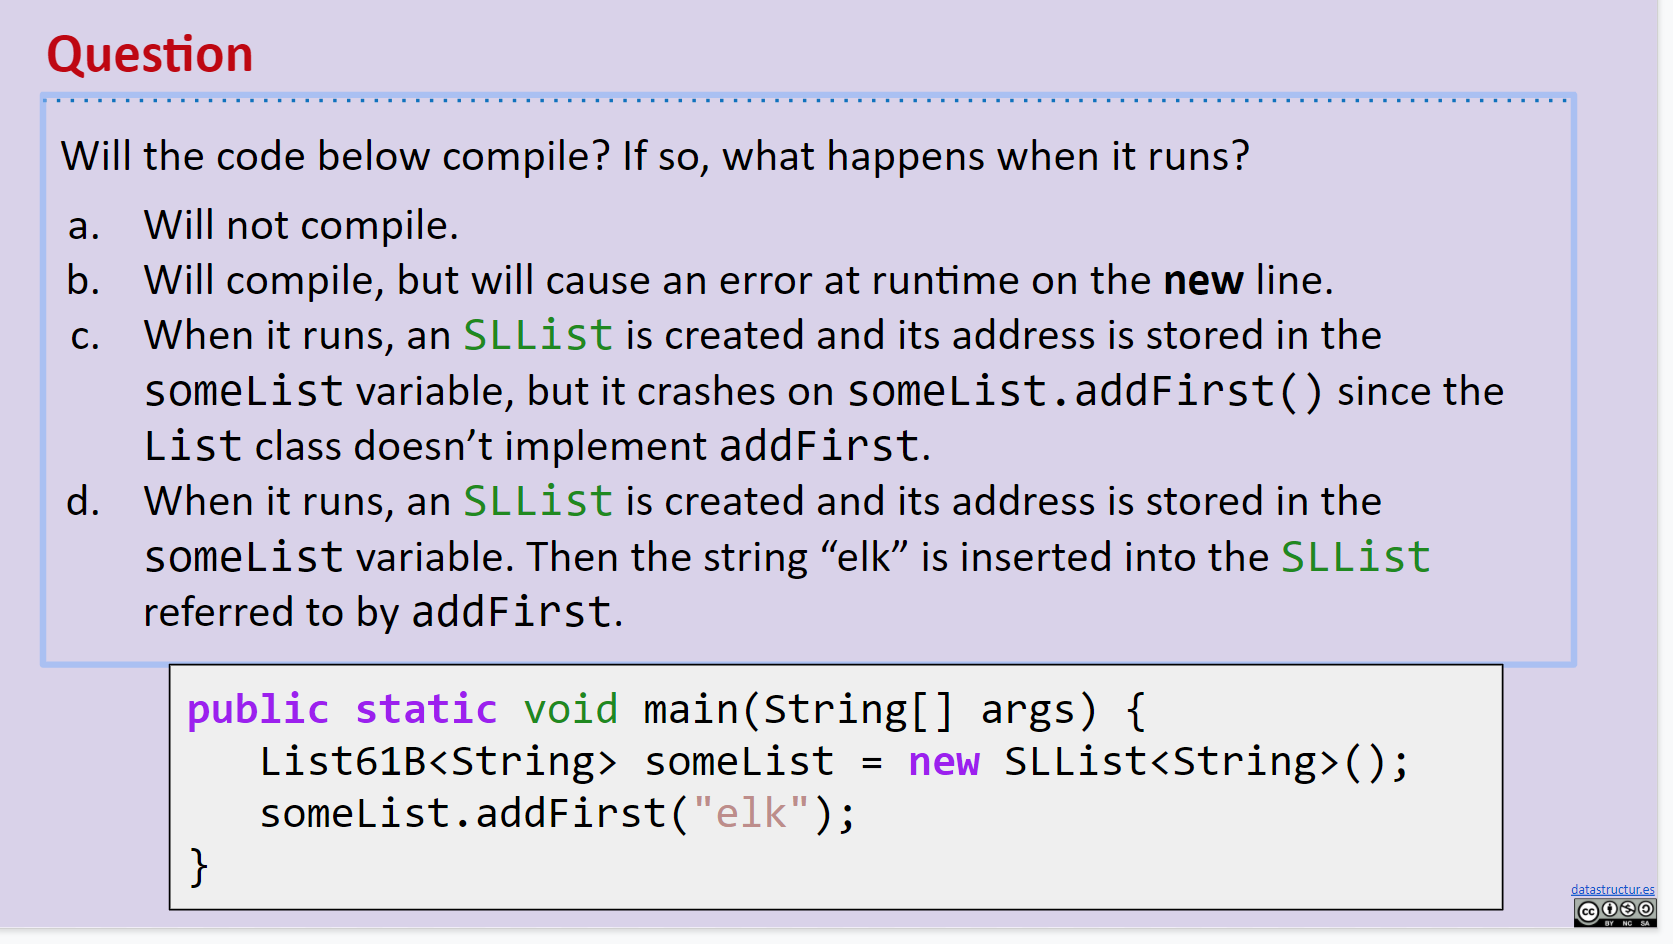 Question
Will the code below compile? If so, what happens when it runs?
a. Will not compile.
b. Will compile, but will cause an error at runtime on the new line.
c. When it runs, an SLList is created and its address is stored in the
someList variable, but it crashes on someList.addFirst() since the
List class doesn’t implement addFirst.
d. When it runs, an SLList is created and its address is stored in the
someList variable. Then the string “elk” is inserted into the SLList
referred to by addFirst.
public static void main(String[] args) {
List61B<String> someList = new SLList<String>();
someList.addFirst("elk");
}
datastructur.es
cc
BY NC SA